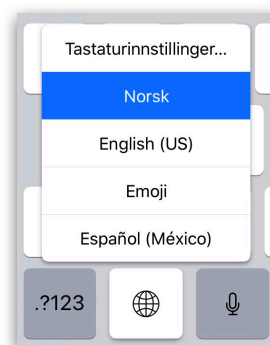 Tastaturinnstillinger...
Norsk
English (US)
Emoji
Español (México)
.?123